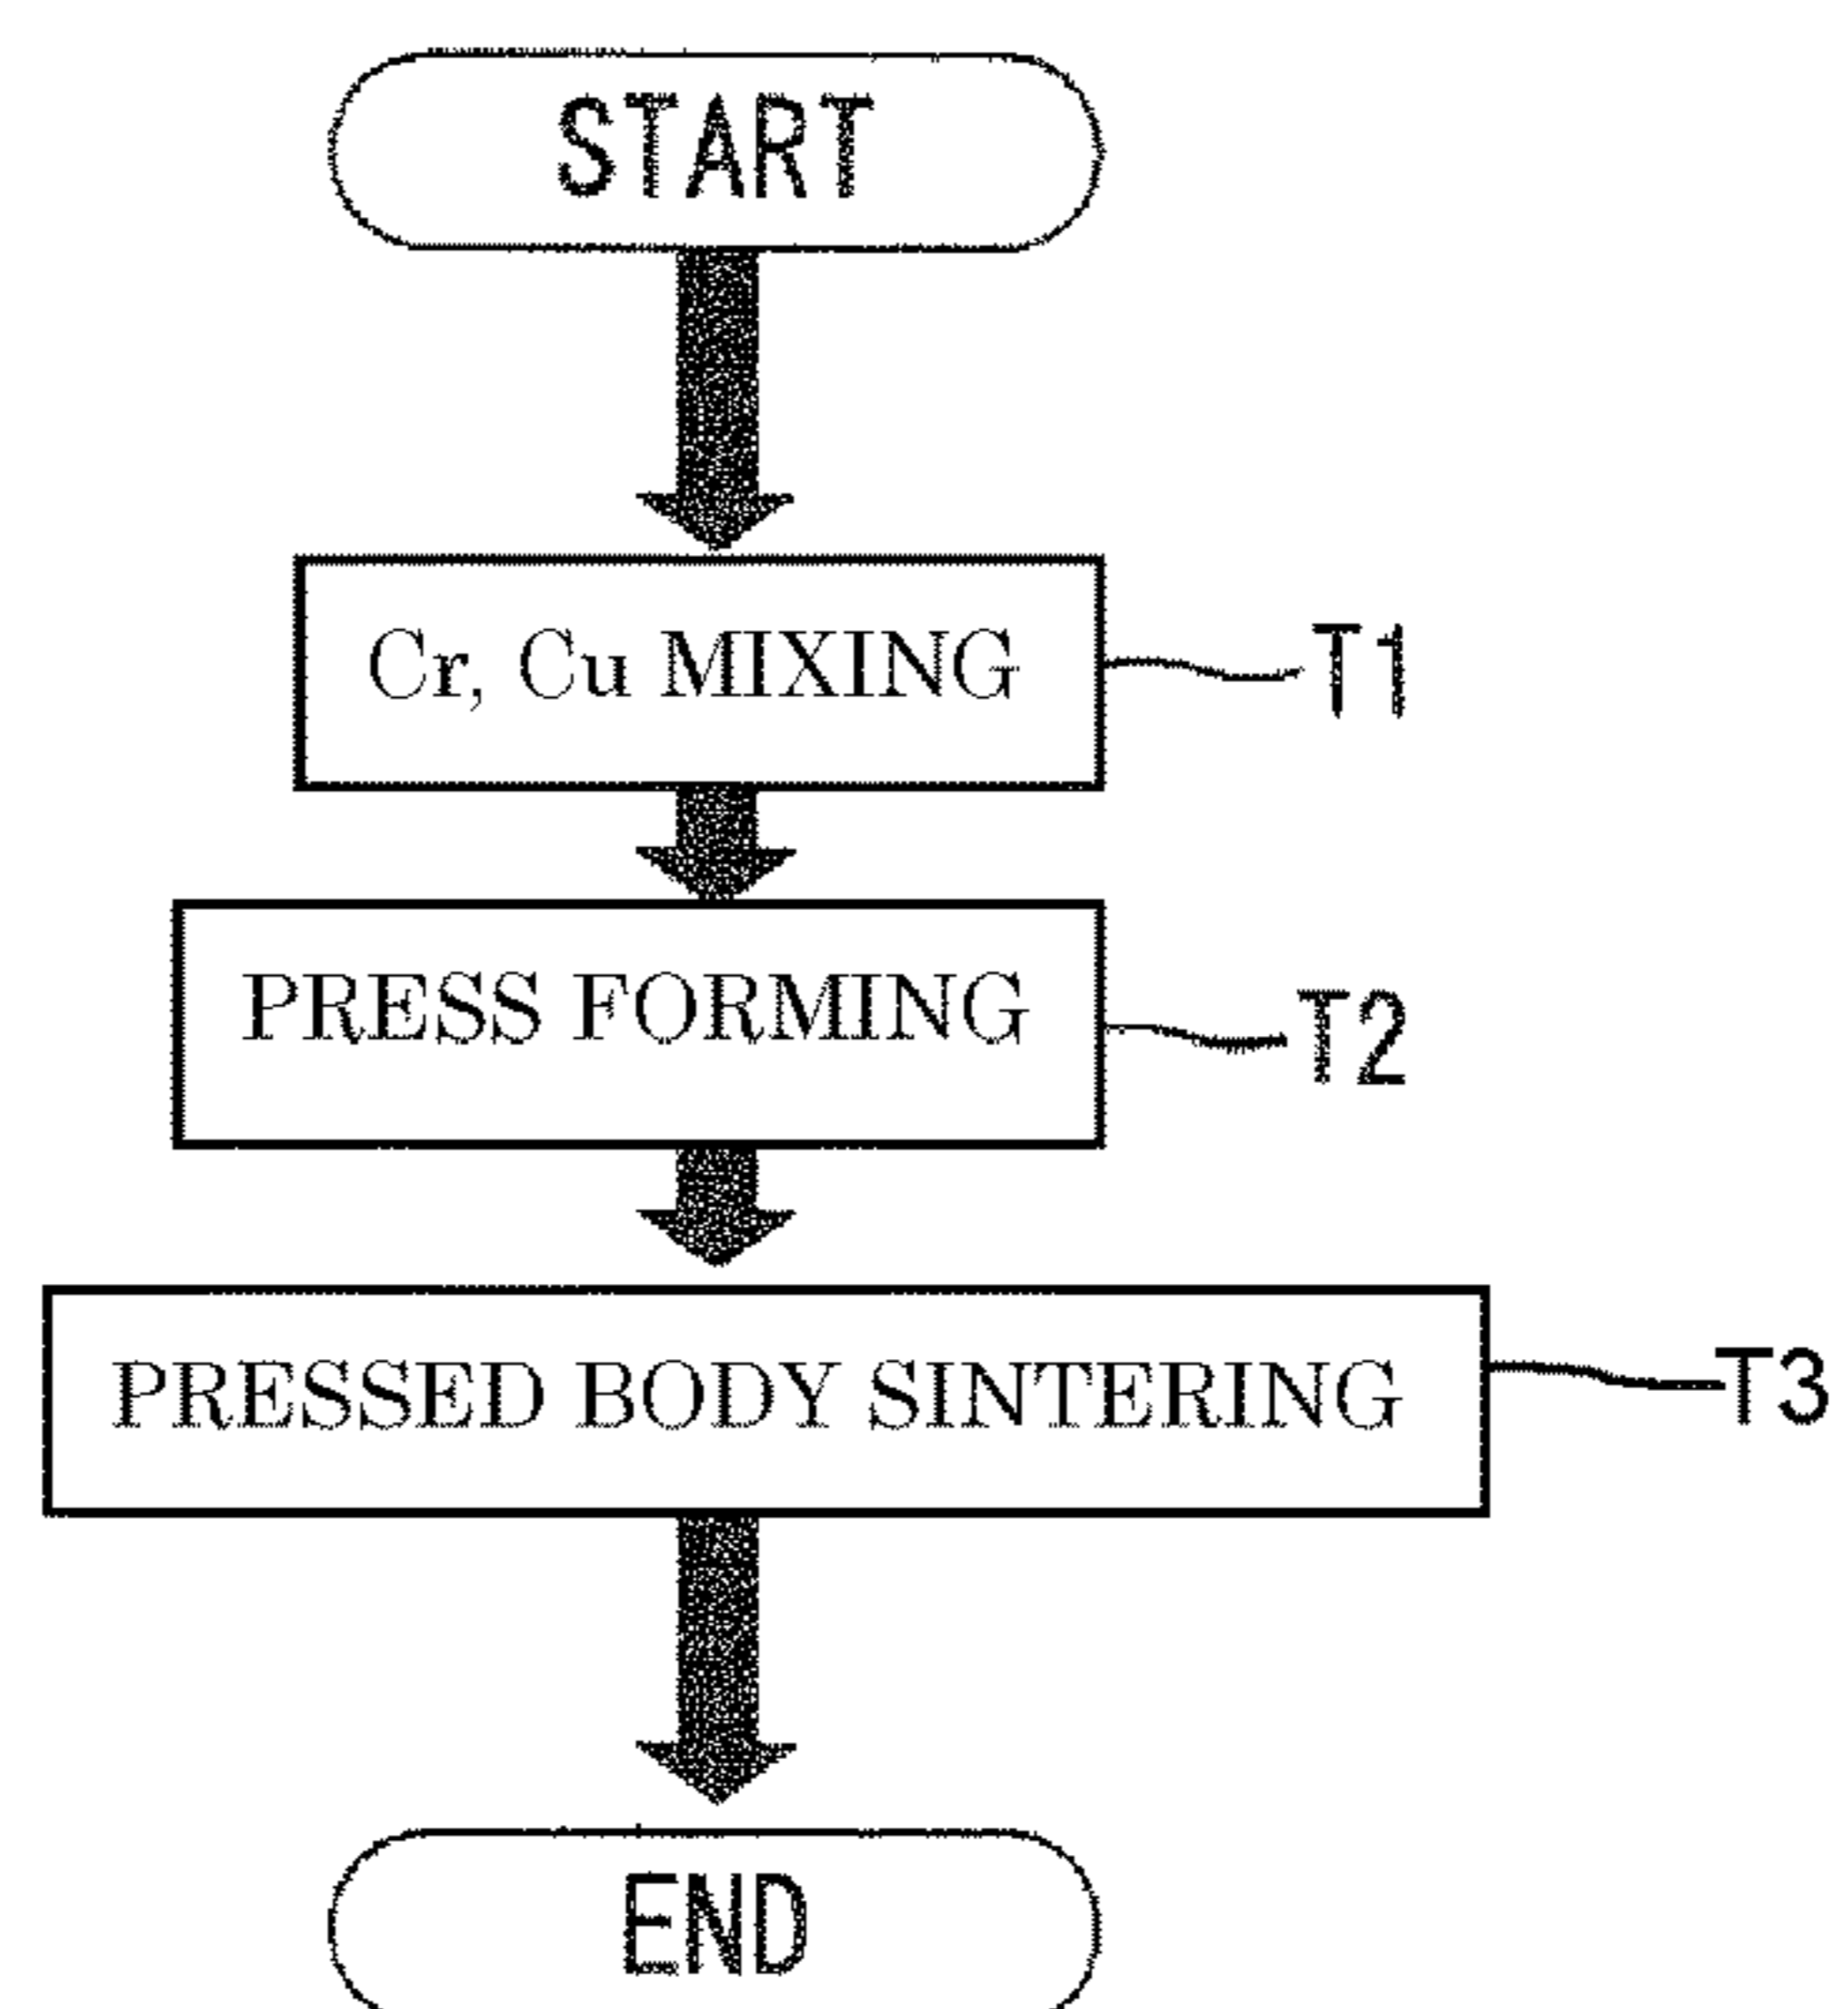 START
Cr, Cu MIXING
T1
PRESS FORMING
T2
PRESSED BODY SINTERING
T3
END